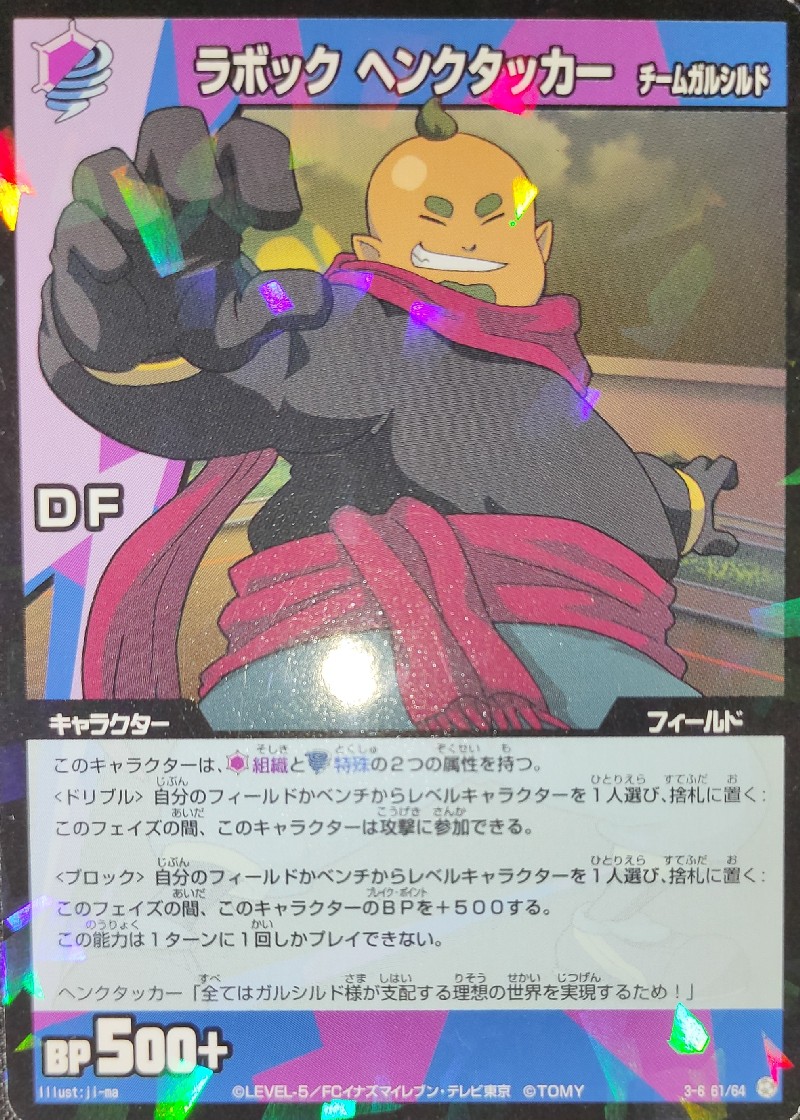 ラボック ヘンクタッカー チームガルシルド
DF
キャラクター フィールド
このキャラクターは、組織と特殊の2つの属性を持つ。
<ドリブル> 自分のフィールドかベンチからレベルキャラクターを1人選び、捨札に置く:
このフェイズの間、このキャラクターは攻撃に参加できる。
<ブロック> 自分のフィールドかベンチからレベルキャラクターを1人選び、捨札に置く:
このフェイズの間、このキャラクターのBPを+500する。
この能力は1ターンに1回しかプレイできない。
ヘンクタッカー「全てはガルシルド様が支配する理想の世界を実現するため!」
BP 500+
illust:ji-ma ©LEVEL-5/FCイナズマイレブン・テレビ東京 ©TOMY 3-6 61/64